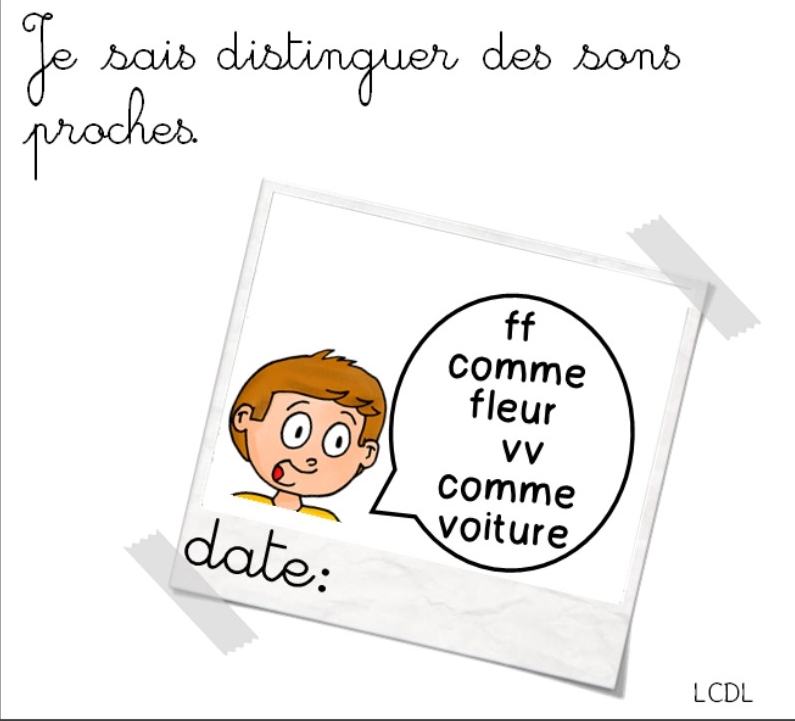 Je sais distinguer des sons
proches.
ff
comme
fleur
vv
comme
voiture
date:
LCDL